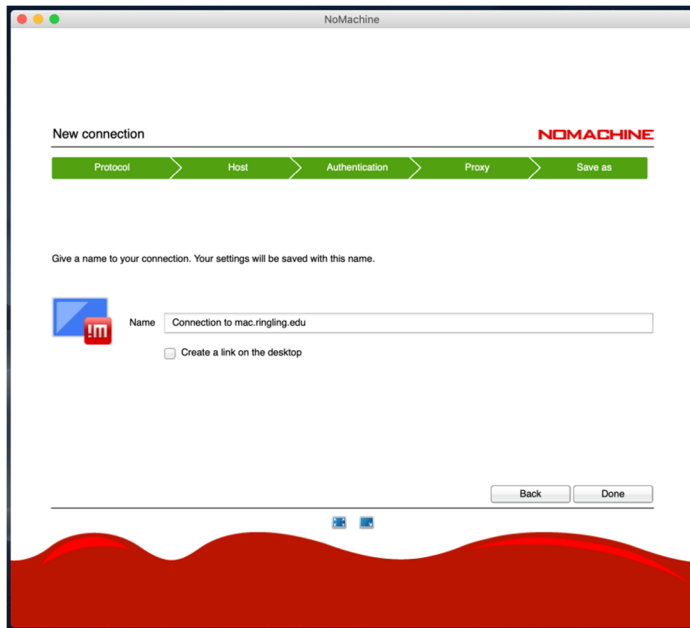 NoMachine
New connection
NOMACHINE
Protocol
Host
Authentication
Proxy
Save as
Give a name to your connection. Your settings will be saved with this name.
!m
Name
Connection to mac.ringling.edu
Create a link on the desktop
Back
Done